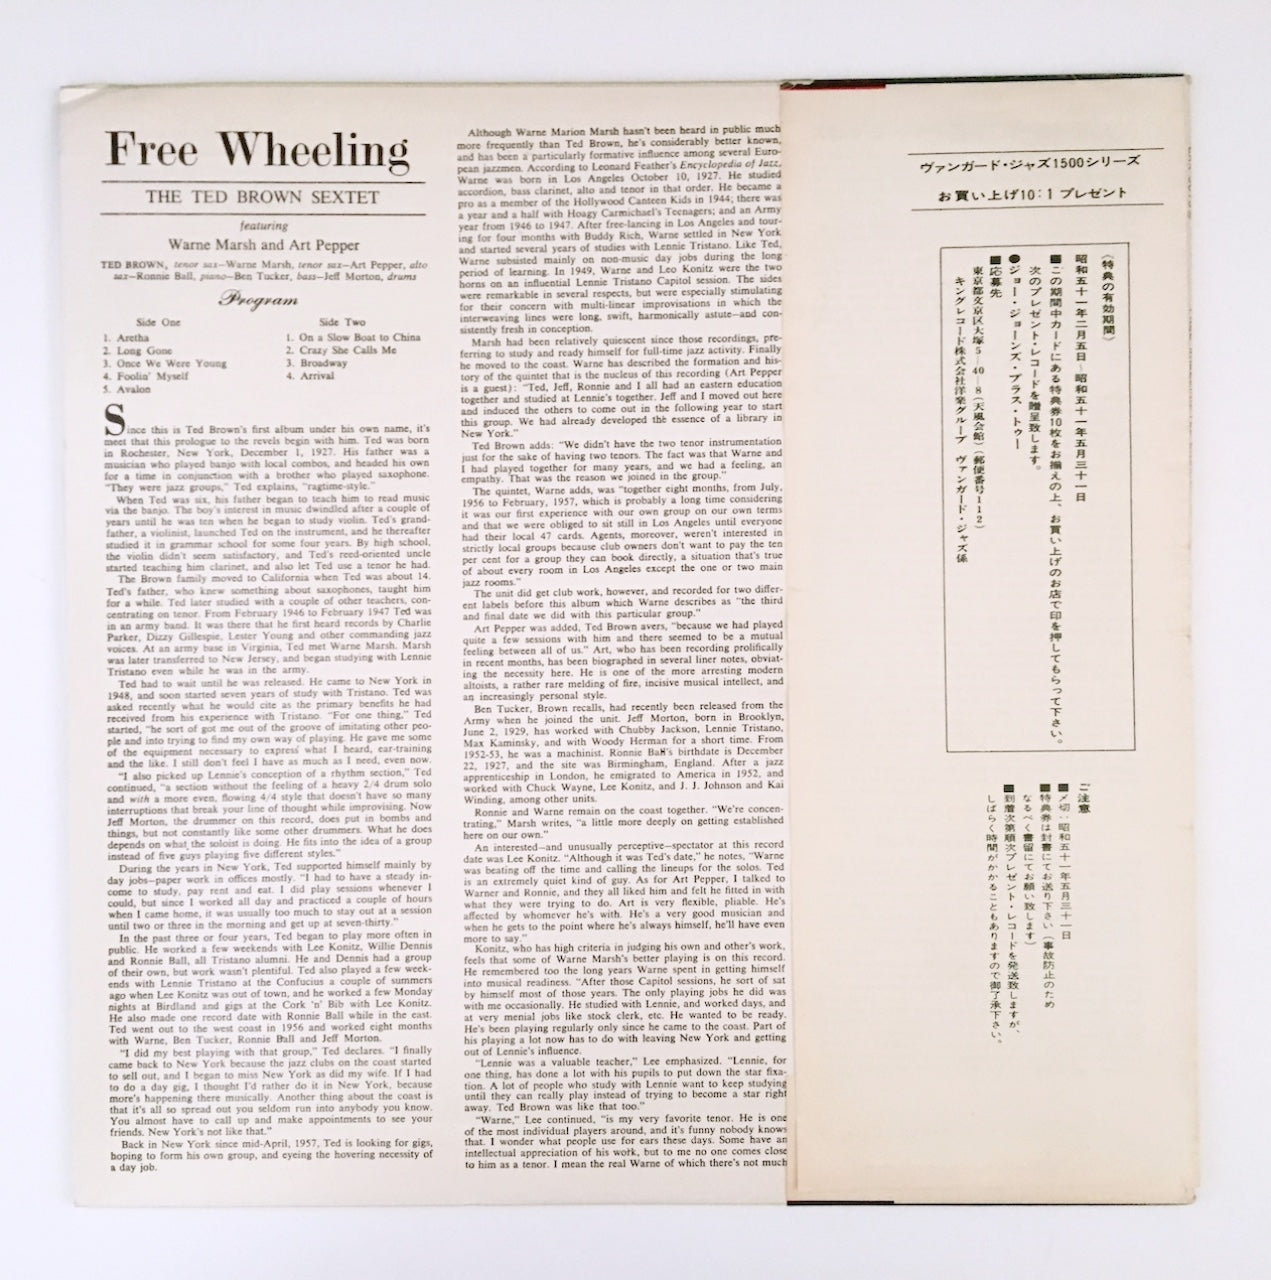 Free Wheeling
THE TED BROWN SEXTET
featuring
Warne Marsh and Art Pepper
TED BROWN, tenor sax—Warne Marsh, tenor sax—Art Pepper, alto
sax—Ronnie Ball, piano—Ben Tucker, bass—Jeff Morton, drums
Program
Side One
1. Aretha
2. Long Gone
3. Once We Were Young
4. Foolin' Myself
5. Avalon
Side Two
1. On a Slow Boat to China
2. Crazy She Calls Me
3. Broadway
4. Arrival
Since this is Ted Brown's first album under his own name, it's
meet that this prologue to the revels begin with him. Ted was born
in Rochester, New York, December 1, 1927. His father was a
musician who played banjo with local combos, and headed his own
for a time in conjunction with a brother who played saxophone.
"They were jazz groups," Ted explains, "ragtime-style."
When Ted was six, his father began to teach him to read music
via the banjo. The boy's interest in music dwindled after a couple of
years until he was ten when he began to study violin. Ted's grand-
father, a violinist, launched Ted on the instrument, and he thereafter
studied it in grammar school for some four years. By high school,
the violin didn't seem satisfactory, and Ted's reed-oriented uncle
started teaching him clarinet, and also let Ted use a tenor he had.
The Brown family moved to California when Ted was about 14.
Ted's father, who knew something about saxophones, taught him
for a while. Ted later studied with a couple of other teachers, con-
centrating on tenor. From February 1946 to February 1947 Ted was
in an army band. It was there that he first heard records by Charlie
Parker, Dizzy Gillespie, Lester Young and other commanding jazz
voices. At an army base in Virginia, Ted met Warne Marsh. Marsh
was later transferred to New Jersey, and began studying with Lennie
Tristano even while he was in the army.
Ted had to wait until he was released. He came to New York in
1948, and soon started seven years of study with Tristano. Ted was
asked recently what he would cite as the primary benefits he had
received from his experience with Tristano. "For one thing," Ted
started, "he sort of got me out of the groove of imitating other peo-
ple and into trying to find my own way of playing. He gave me some
of the equipment necessary to express what I heard, ear-training
and the like. I still don't feel I have as much as I need, even now.
"I also picked up Lennie's conception of a rhythm section," Ted
continued, "a section without the feeling of a heavy 2/4 drum solo
and with a more even, flowing 4/4 style that doesn't have so many
interruptions that break your line of thought while improvising. Now
Jeff Morton, the drummer on this record, does put in bombs and
things, but not constantly like some other drummers. What he does
depends on what the soloist is doing. He fits into the idea of a group
instead of five guys playing five different styles."
During the years in New York, Ted supported himself mainly by
day jobs—paper work in offices mostly. "I had to have a steady in-
come to study, pay rent and eat. I did play sessions whenever I
could, but since I worked all day and practiced a couple of hours
when I came home, it was usually too much to stay out at a session
until two or three in the morning and get up at seven-thirty."
In the past three or four years, Ted began to play more often in
public. He worked a few weekends with Lee Konitz, Willie Dennis
and Ronnie Ball, all Tristano alumni. He and Dennis had a group
of their own, but work wasn't plentiful. Ted also played a few week-
ends with Lennie Tristano at the Confucius a couple of summers
ago when Lee Konitz was out of town, and he worked a few Monday
nights at Birdland and gigs at the Cork 'n' Bib with Lee Konitz.
He also made one record date with Ronnie Ball while in the east.
Ted went out to the west coast in 1956 and worked eight months
with Warne, Ben Tucker, Ronnie Ball and Jeff Morton.
"I did my best playing with that group," Ted declares. "I finally
came back to New York because the jazz clubs on the coast started
to sell out, and I began to miss New York as did my wife. If I had
to do a day gig, I thought I'd rather do it in New York, because
more's happening there musically. Another thing about the coast is
that it's all so spread out you seldom run into anybody you know.
You almost have to call up and make appointments to see your
friends. New York's not like that."
Back in New York since mid-April, 1957, Ted is looking for gigs,
hoping to form his own group, and eyeing the hovering necessity of
a day job.
Although Warne Marion Marsh hasn't been heard in public much
more frequently than Ted Brown, he's considerably better known,
and has been a particularly formative influence among several Euro-
pean jazzmen. According to Leonard Feather's Encyclopedia of Jazz,
Warne was born in Los Angeles October 10, 1927. He studied
accordion, bass clarinet, alto and tenor in that order. He became a
pro as a member of the Hollywood Canteen Kids in 1944; there was
a year and a half with Hoagy Carmichael's Teenagers; and an Army
year from 1946 to 1947. After free-lancing in Los Angeles and tour-
ing for four months with Buddy Rich, Warne settled in New York
and started several years of studies with Lennie Tristano. Like Ted,
Warne subsisted mainly on non-music day jobs during the long
period of learning. In 1949, Warne and Leo Konitz were the two
horns on an influential Lennie Tristano Capitol session. The sides
were remarkable in several respects, but were especially stimulating
for their concern with multi-linear improvisations in which the
interweaving lines were long, swift, harmonically astute—and con-
sistently fresh in conception.
Marsh had been relatively quiescent since those recordings, pre-
ferring to study and ready himself for full-time jazz activity. Finally
he moved to the coast. Warne has described the formation and his-
tory of the quintet that is the nucleus of this recording (Art Pepper
is a guest): "Ted, Jeff, Ronnie and I all had an eastern education
together and studied at Lennie's together. Jeff and I moved out here
and induced the others to come out in the following year to start
this group. We had already developed the essence of a library in
New York."
Ted Brown adds: "We didn't have the two tenor instrumentation
just for the sake of having two tenors. The fact was that Warne and
I had played together for many years, and we had a feeling, an
empathy. That was the reason we joined in the group."
The quintet, Warne adds, was "together eight months, from July,
1956 to February, 1957, which is probably a long time considering
it was our first experience with our own group on our own terms
and that we were obliged to sit still in Los Angeles until everyone
had their local 47 cards. Agents, moreover, weren't interested in
strictly local groups because club owners don't want to pay the ten
per cent for a group they can book directly, a situation that's true
of about every room in Los Angeles except the one or two main
jazz rooms."
The unit did get club work, however, and recorded for two differ-
ent labels before this album which Warne describes as "the third
and final date we did with this particular group."
Art Pepper was added, Ted Brown avers, "because we had played
quite a few sessions with him and there seemed to be a mutual
feeling between all of us." Art, who has been recording prolifically
in recent months, has been biographed in several liner notes, obviat-
ing the necessity here. He is one of the more arresting modern
altoists, a rather rare melding of fire, incisive musical intellect, and
an increasingly personal style.
Ben Tucker, Brown recalls, had recently been released from the
Army when he joined the unit. Jeff Morton, born in Brooklyn,
June 2, 1929, has worked with Chubby Jackson, Lennie Tristano,
Max Kaminsky, and with Woody Herman for a short time. From
1952-53, he was a machinist. Ronnie Ball's birthdate is December
22, 1927, and the site was Birmingham, England. After a jazz
apprenticeship in London, he emigrated to America in 1952, and
worked with Chuck Wayne, Lee Konitz, and J. J. Johnson and Kai
Winding, among other units.
Ronnie and Warne remain on the coast together. "We're concen-
trating," Marsh writes, "a little more deeply on getting established
here on our own."
An interested—and unusually perceptive—spectator at this record
date was Lee Konitz. "Although it was Ted's date," he notes, "Warne
was beating off the time and calling the lineups for the solos. Ted
is an extremely quiet kind of guy. As for Art Pepper, I talked to
Warner and Ronnie, and they all liked him and felt he fitted in with
what they were trying to do. Art is very flexible, pliable. He's
affected by whomever he's with. He's a very good musician and
when he gets to the point where he's always himself, he'll have even
more to say."
Konitz, who has high criteria in judging his own and other's work,
feels that some of Warne Marsh's better playing is on this record.
He remembered too the long years Warne spent in getting himself
into musical readiness. "After those Capitol sessions, he sort of sat
by himself most of those years. The only playing jobs he did was
with me occasionally. He studied with Lennie, and worked days, and
at very menial jobs like stock clerk, etc. He wanted to be ready.
He's been playing regularly only since he came to the coast. Part of
his playing a lot now has to do with leaving New York and getting
out of Lennie's influence.
"Lennie was a valuable teacher," Lee emphasized. "Lennie, for
one thing, has done a lot with his pupils to put down the star fixa-
tion. A lot of people who study with Lennie want to keep studying
until they can really play instead of trying to become a star right
away. Ted Brown was like that too."
"Warne," Lee continued, "is my very favorite tenor. He is one
of the most individual players around, and it's funny nobody knows
that. I wonder what people use for ears these days. Some have an
intellectual appreciation of his work, but to me no one comes close
to him as a tenor. I mean the real Warne of which there's not much
ヴァンガード・ジャズ1500シリーズ
お買い上げ10:1 プレゼント
(特典の有効期間)
昭和五十一年二月五日~昭和五十一年五月三十一日
■この期間中カードにある特典券10枚をお揃えの上、お買い上げのお店で印を押してもらって下さい。
次のプレゼント・レコードを贈呈致します。
●ジョー・ジョーンズ・プラス・トゥー
■応募先
東京都文京区大塚5-40-8(天風会館)(郵便番号112)
キングレコード株式会社洋楽グループ ヴァンガード・ジャズ係
ご注意
■〆切:昭和五十一年五月三十一日
■特典券は封書にてお送り下さい(事故防止のため
なるべく書留にてお願い致します)
■到着次第順次プレゼント・レコードを発送致しますが、
しばらく時間がかかることもありますので御了承下さい。